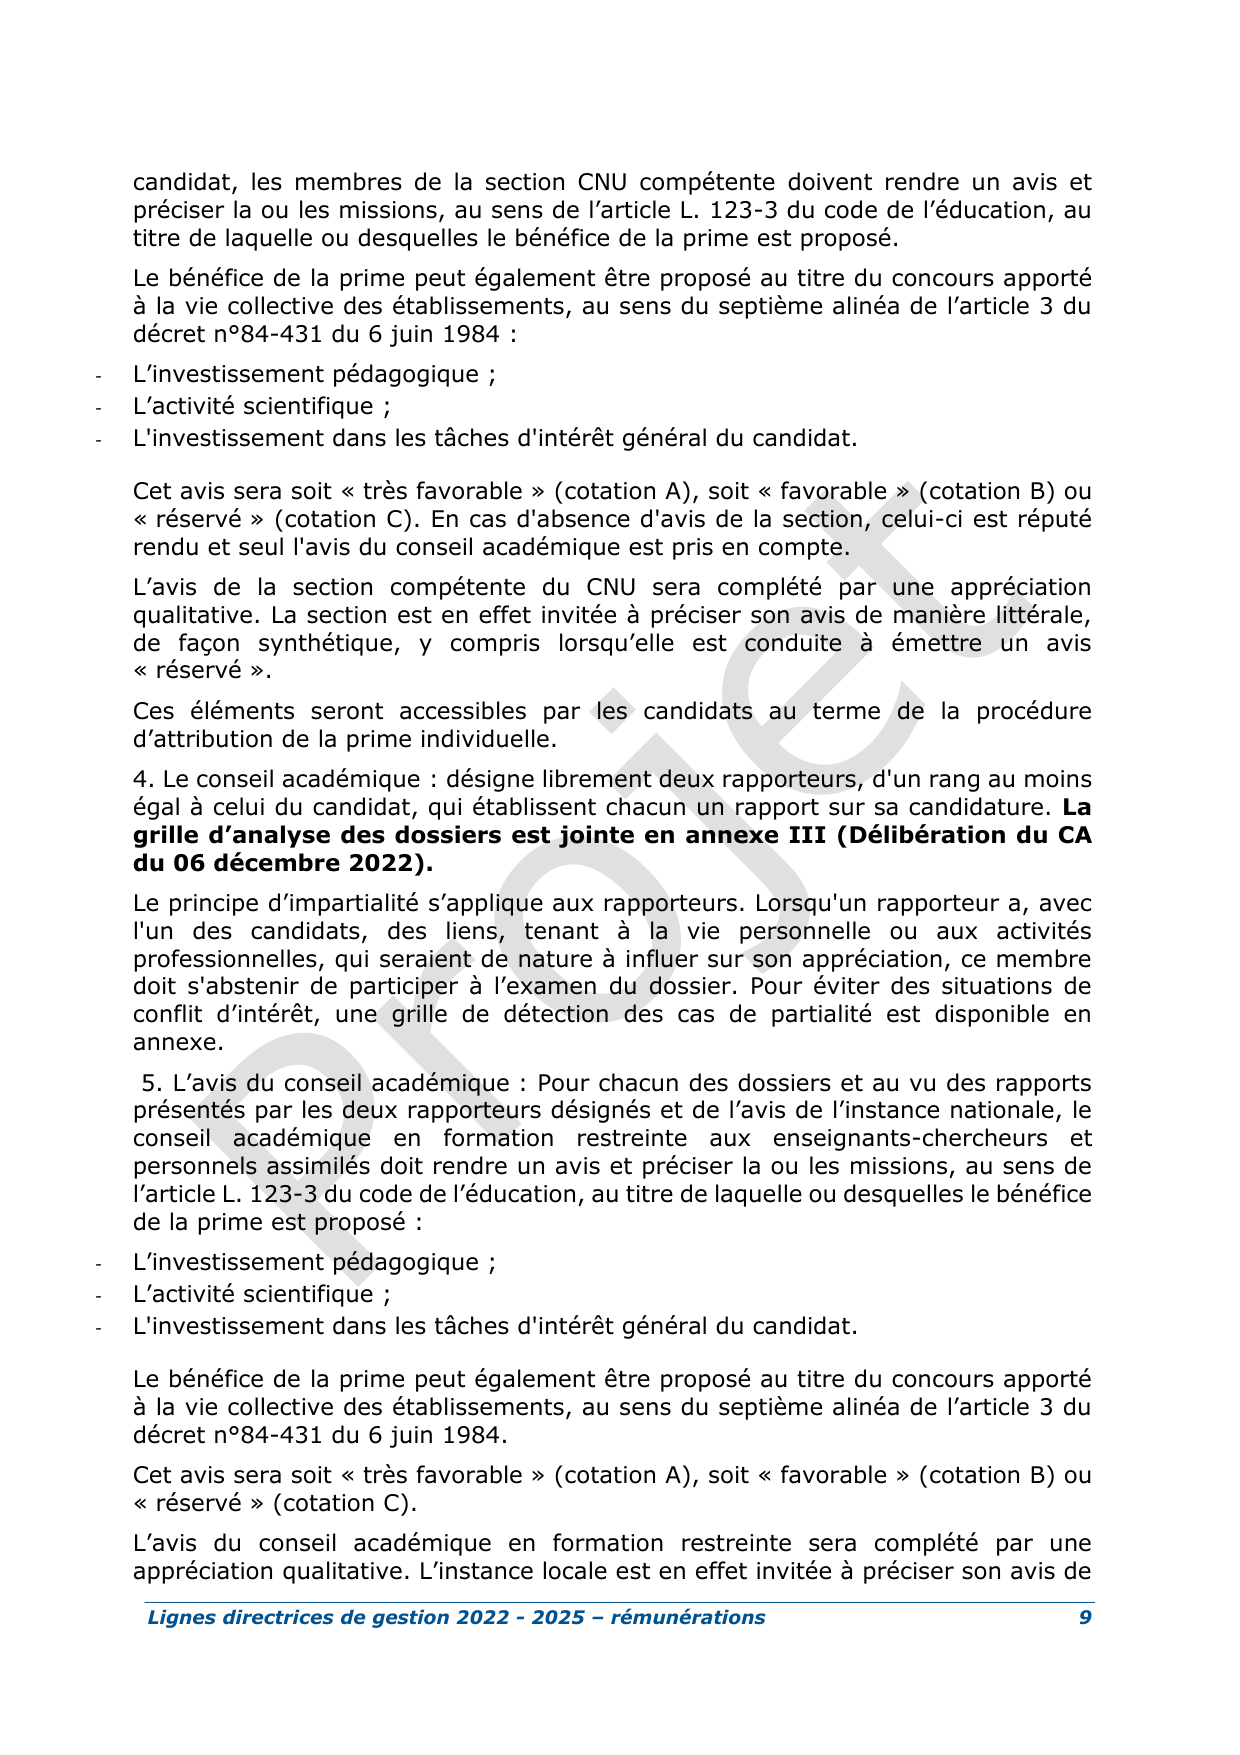 candidat, les membres de la section CNU compétente doivent rendre un avis et
préciser la ou les missions, au sens de l’article L. 123-3 du code de l’éducation, au
titre de laquelle ou desquelles le bénéfice de la prime est proposé.
Le bénéfice de la prime peut également être proposé au titre du concours apporté
à la vie collective des établissements, au sens du septième alinéa de l’article 3 du
décret n°84-431 du 6 juin 1984 :
- L’investissement pédagogique ;
- L’activité scientifique ;
- L'investissement dans les tâches d'intérêt général du candidat.
Cet avis sera soit « très favorable » (cotation A), soit « favorable » (cotation B) ou
« réservé » (cotation C). En cas d'absence d'avis de la section, celui-ci est réputé
rendu et seul l'avis du conseil académique est pris en compte.
L’avis de la section compétente du CNU sera complété par une appréciation
qualitative. La section est en effet invitée à préciser son avis de manière littérale,
de façon synthétique, y compris lorsqu’elle est conduite à émettre un avis
« réservé ».
Ces éléments seront accessibles par les candidats au terme de la procédure
d’attribution de la prime individuelle.
4. Le conseil académique : désigne librement deux rapporteurs, d'un rang au moins
égal à celui du candidat, qui établissent chacun un rapport sur sa candidature. La
grille d’analyse des dossiers est jointe en annexe III (Délibération du CA
du 06 décembre 2022).
Le principe d’impartialité s’applique aux rapporteurs. Lorsqu'un rapporteur a, avec
l'un des candidats, des liens, tenant à la vie personnelle ou aux activités
professionnelles, qui seraient de nature à influer sur son appréciation, ce membre
doit s'abstenir de participer à l’examen du dossier. Pour éviter des situations de
conflit d’intérêt, une grille de détection des cas de partialité est disponible en
annexe.
5. L’avis du conseil académique : Pour chacun des dossiers et au vu des rapports
présentés par les deux rapporteurs désignés et de l’avis de l’instance nationale, le
conseil académique en formation restreinte aux enseignants-chercheurs et
personnels assimilés doit rendre un avis et préciser la ou les missions, au sens de
l’article L. 123-3 du code de l’éducation, au titre de laquelle ou desquelles le bénéfice
de la prime est proposé :
- L’investissement pédagogique ;
- L’activité scientifique ;
- L'investissement dans les tâches d'intérêt général du candidat.
Le bénéfice de la prime peut également être proposé au titre du concours apporté
à la vie collective des établissements, au sens du septième alinéa de l’article 3 du
décret n°84-431 du 6 juin 1984.
Cet avis sera soit « très favorable » (cotation A), soit « favorable » (cotation B) ou
« réservé » (cotation C).
L’avis du conseil académique en formation restreinte sera complété par une
appréciation qualitative. L’instance locale est en effet invitée à préciser son avis de
Lignes directrices de gestion 2022 - 2025 – rémunérations 9
Projet